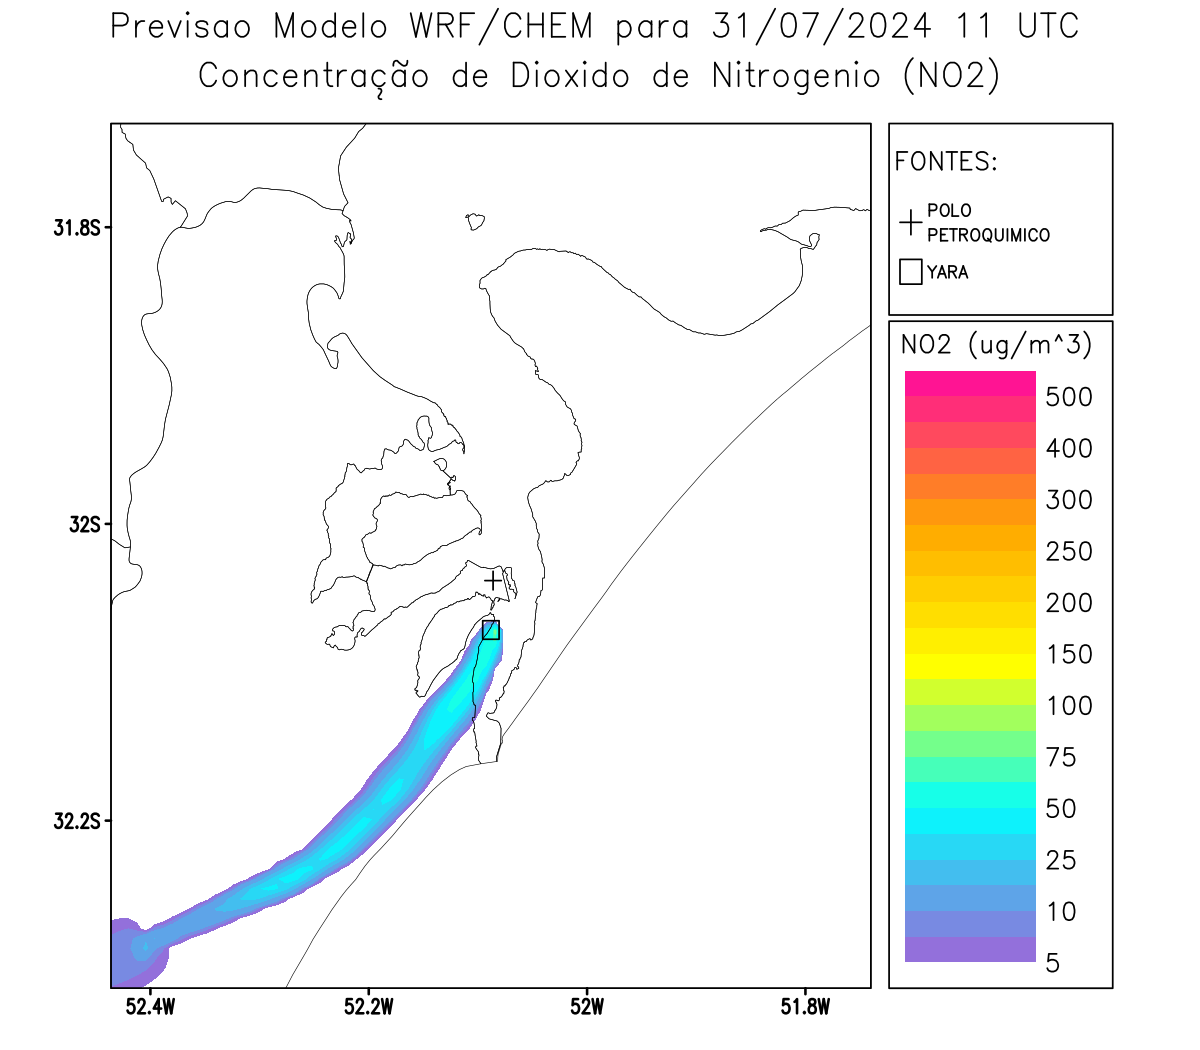 Previsao Modelo WRF/CHEM para 31/07/2024 11 UTC
Concentração de Dioxido de Nitrogenio (NO2)
FONTES:
POLO
PETROQUIMICO
YARA
NO2 (ug/m^3)
500
400
300
250
200
150
100
75
50
25
10
5
31.8S
32S
32.2S
52.4W
52.2W
52W
51.8W